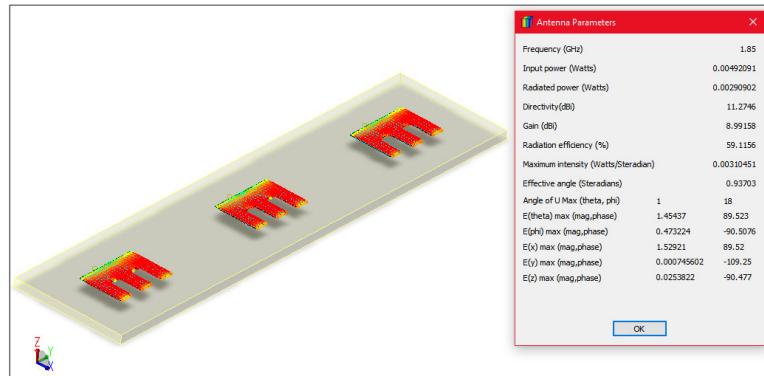 Antenna Parameters
Frequency (GHz) 1.85
Input power (Watts) 0.00492091
Radiated power (Watts) 0.00290902
Directivity(dBi) 11.2746
Gain (dBi) 8.99158
Radiation efficiency (%) 59.1156
Maximum intensity (Watts/Steradian) 0.00310451
Effective angle (Steradians) 0.93703
Angle of U Max (theta, phi) 1 18
E(theta) max (mag,phase) 1.45437 89.523
E(phi) max (mag,phase) 0.473224 -90.5076
E(x) max (mag,phase) 1.52921 89.52
E(y) max (mag,phase) 0.000745602 -109.25
E(z) max (mag,phase) 0.0253822 -90.477
OK
Z
Y
X